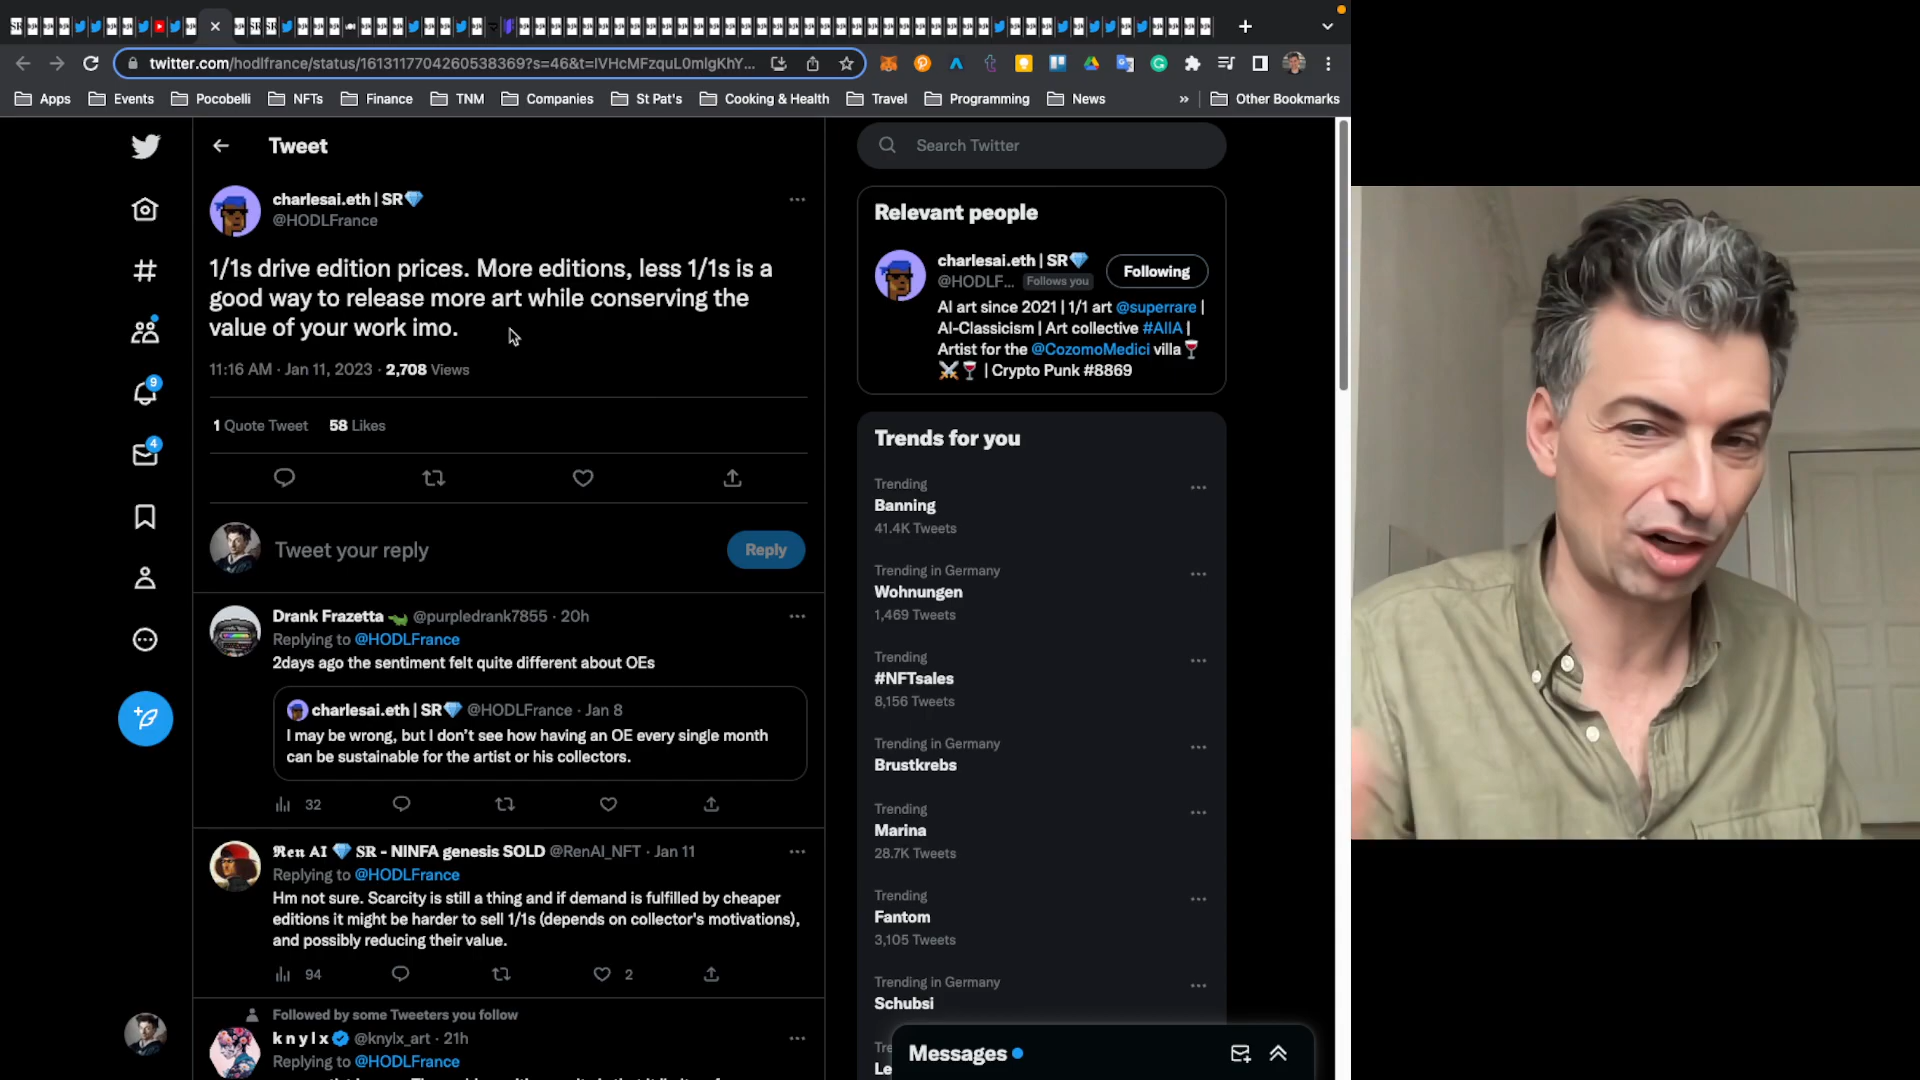 twitter.com/hodlfrance/status/1613117704260538369?s=46&t=IVHcMFzquL0mlgKhY...
Apps
Events
Pocobelli
NFTs
Finance
TNM
Companies
St Pat's
Cooking & Health
Travel
Programming
News
»
Other Bookmarks
Tweet
charlesai.eth | SR💎
@HODLFrance
1/1s drive edition prices. More editions, less 1/1s is a
good way to release more art while conserving the
value of your work imo.
11:16 AM · Jan 11, 2023 · 2,708 Views
1 Quote Tweet 58 Likes
Tweet your reply
Reply
Drank Frazetta 🐊 @purpledrank7855 · 20h
Replying to @HODLFrance
2days ago the sentiment felt quite different about OEs
charlesai.eth | SR💎 @HODLFrance · Jan 8
I may be wrong, but I don't see how having an OE every single month
can be sustainable for the artist or his collectors.
32
𝕽𝖊𝖓 AI 💎 SR - NINFA genesis SOLD @RenAI_NFT · Jan 11
Replying to @HODLFrance
Hm not sure. Scarcity is still a thing and if demand is fulfilled by cheaper
editions it might be harder to sell 1/1s (depends on collector's motivations),
and possibly reducing their value.
94
2
Followed by some Tweeters you follow
k n y l x @knylx_art · 21h
Replying to @HODLFrance
9
4
Search Twitter
Relevant people
charlesai.eth | SR💎
@HODLF... Follows you
Following
AI art since 2021 | 1/1 art @superrare |
AI-Classicism | Art collective #AIIA |
Artist for the @CozomoMedici villa🍷
⚔️🍷 | Crypto Punk #8869
Trends for you
Trending
Banning
41.4K Tweets
Trending in Germany
Wohnungen
1,469 Tweets
Trending
#NFTsales
8,156 Tweets
Trending in Germany
Brustkrebs
Trending
Marina
28.7K Tweets
Trending
Fantom
3,105 Tweets
Trending in Germany
Schubsi
Messages